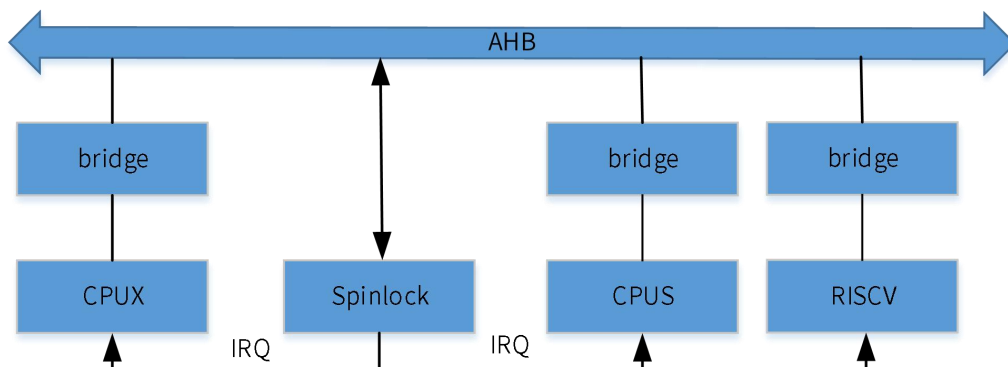 AHB
bridge
bridge
bridge
CPUX
Spinlock
CPUS
RISCV
IRQ
IRQ